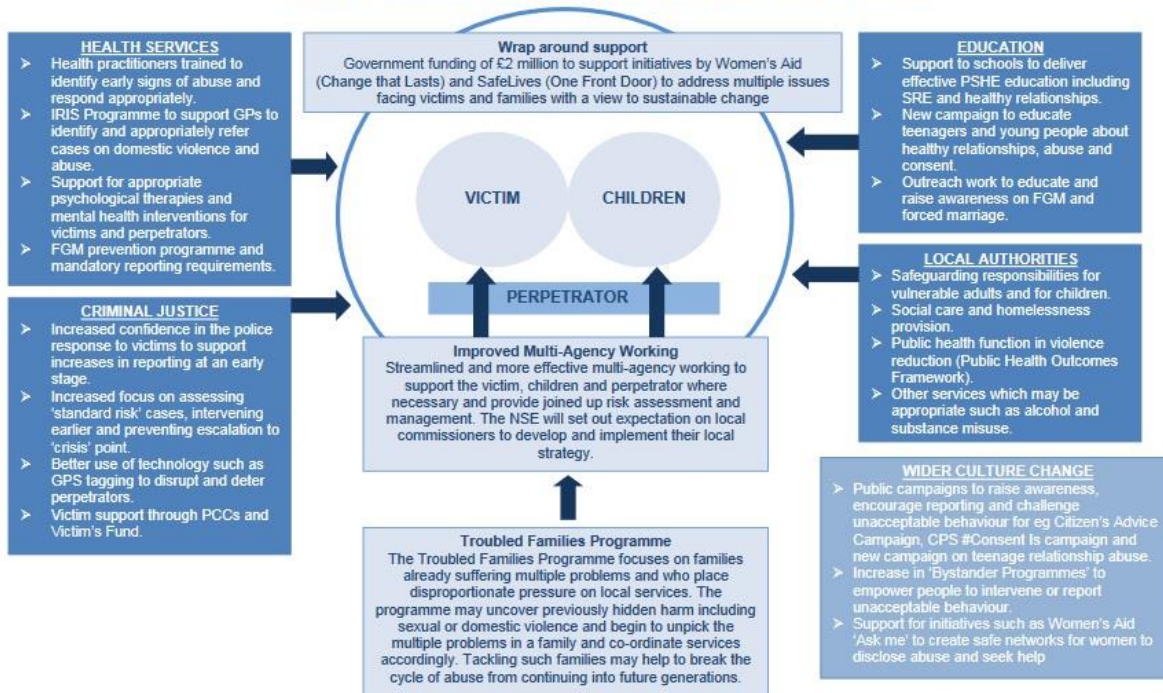 HEALTH SERVICES
➤ Health practitioners trained to
identify early signs of abuse and
respond appropriately.
➤ IRIS Programme to support GPs to
identify and appropriately refer
cases on domestic violence and
abuse.
➤ Support for appropriate
psychological therapies and
mental health interventions for
victims and perpetrators.
➤ FGM prevention programme and
mandatory reporting requirements.
CRIMINAL JUSTICE
➤ Increased confidence in the police
response to victims to support
increases in reporting at an early
stage.
➤ Increased focus on assessing
‘standard risk’ cases, intervening
earlier and preventing escalation to
‘crisis’ point.
➤ Better use of technology such as
GPS tagging to disrupt and deter
perpetrators.
➤ Victim support through PCCs and
Victim’s Fund.
Wrap around support
Government funding of £2 million to support initiatives by Women’s Aid
(Change that Lasts) and SafeLives (One Front Door) to address multiple issues
facing victims and families with a view to sustainable change
VICTIM
CHILDREN
PERPETRATOR
Improved Multi-Agency Working
Streamlined and more effective multi-agency working to
support the victim, children and perpetrator where
necessary and provide joined up risk assessment and
management. The NSE will set out expectation on local
commissioners to develop and implement their local
strategy.
Troubled Families Programme
The Troubled Families Programme focuses on families
already suffering multiple problems and who place
disproportionate pressure on local services. The
programme may uncover previously hidden harm including
sexual or domestic violence and begin to unpick the
multiple problems in a family and co-ordinate services
accordingly. Tackling such families may help to break the
cycle of abuse from continuing into future generations.
EDUCATION
➤ Support to schools to deliver
effective PSHE education including
SRE and healthy relationships.
➤ New campaign to educate
teenagers and young people about
healthy relationships, abuse and
consent.
➤ Outreach work to educate and
raise awareness on FGM and
forced marriage.
LOCAL AUTHORITIES
➤ Safeguarding responsibilities for
vulnerable adults and for children.
➤ Social care and homelessness
provision.
➤ Public health function in violence
reduction (Public Health Outcomes
Framework).
➤ Other services which may be
appropriate such as alcohol and
substance misuse.
WIDER CULTURE CHANGE
➤ Public campaigns to raise awareness,
encourage reporting and challenge
unacceptable behaviour for eg Citizen’s Advice
Campaign, CPS #Consent Is campaign and
new campaign on teenage relationship abuse.
➤ Increase in ‘Bystander Programmes’ to
empower people to intervene or report
unacceptable behaviour.
➤ Support for initiatives such as Women’s Aid
‘Ask me’ to create safe networks for women to
disclose abuse and seek help